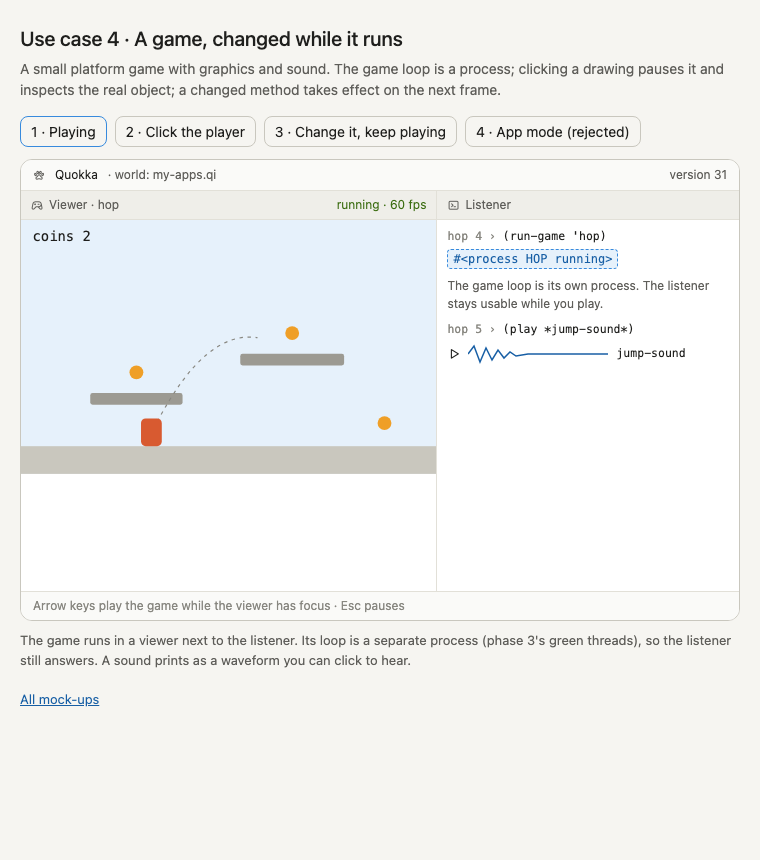 Use case 4 · A game, changed while it runs
A small platform game with graphics and sound. The game loop is a process; clicking a drawing pauses it and
inspects the real object; a changed method takes effect on the next frame.
1 · Playing
2 · Click the player
3 · Change it, keep playing
4 · App mode (rejected)
Quokka · world: my-apps.qi
version 31
Viewer · hop
running · 60 fps
Listener
coins 2
hop 4 › (run-game 'hop)
#<process HOP running>
The game loop is its own process. The listener
stays usable while you play.
hop 5 › (play *jump-sound*)
jump-sound
Arrow keys play the game while the viewer has focus · Esc pauses
The game runs in a viewer next to the listener. Its loop is a separate process (phase 3's green threads), so the listener
still answers. A sound prints as a waveform you can click to hear.
All mock-ups